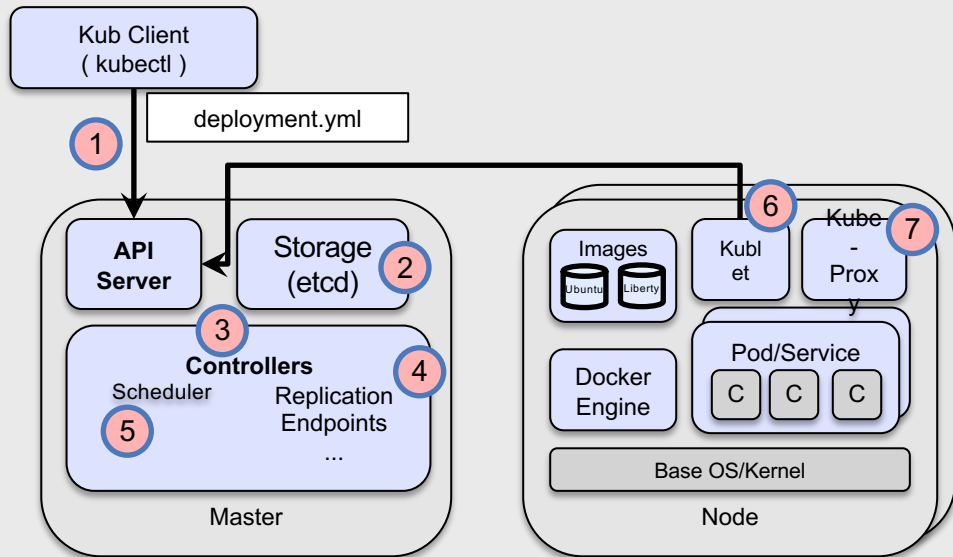 Kub Client
( kubectl )
deployment.yml
1
API
Server
Storage
(etcd)
2
3
Controllers
4
Scheduler
Replication
Endpoints
...
5
Master
Images
Ubuntu
Liberty
6
Kubl
et
Kube
-
Prox
y
7
Docker
Engine
Pod/Service
C
C
C
Base OS/Kernel
Node